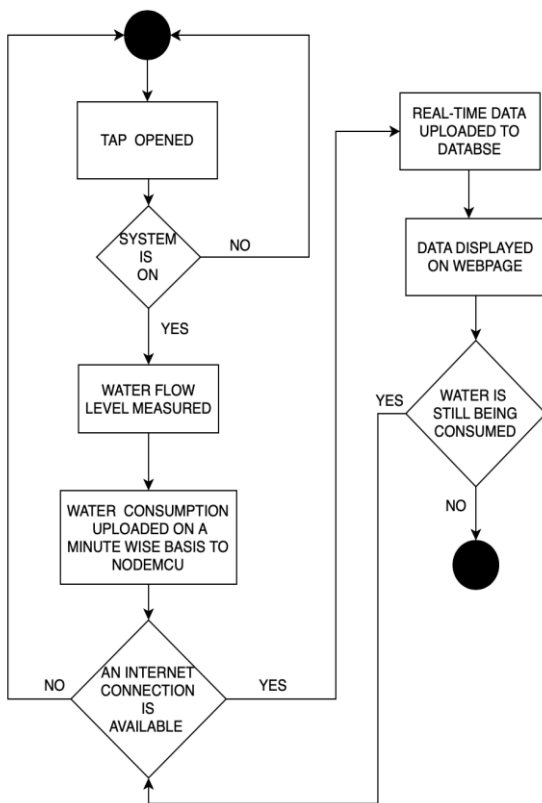 TAP OPENED
SYSTEM
IS
ON
NO
YES
WATER FLOW
LEVEL MEASURED
WATER CONSUMPTION
UPLOADED ON A
MINUTE WISE BASIS TO
NODEMCU
AN INTERNET
CONNECTION
IS
AVAILABLE
NO
YES
REAL-TIME DATA
UPLOADED TO
DATABSE
DATA DISPLAYED
ON WEBPAGE
WATER IS
STILL BEING
CONSUMED
YES
NO